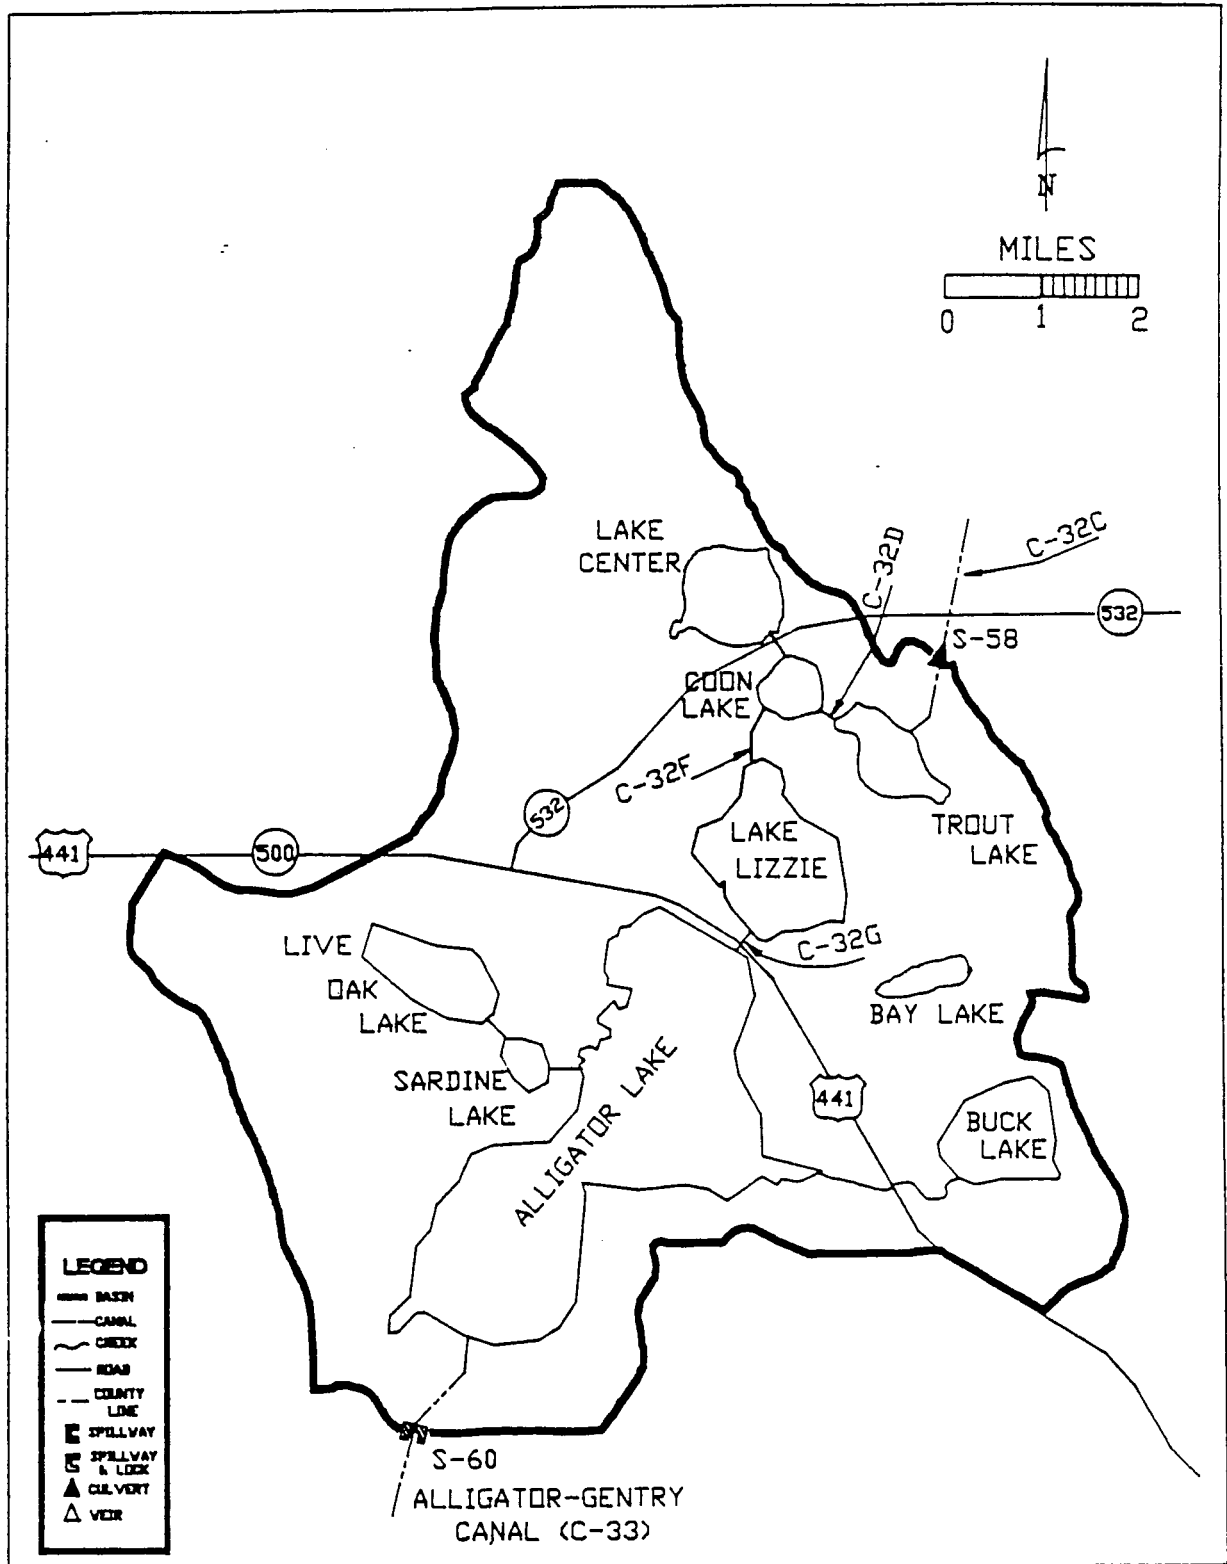 N
MILES
0 1 2
LAKE
CENTER
C-32D
C-32C
532
S-58
COON
LAKE
C-32F
532
TROUT
LAKE
LAKE
LIZZIE
441
500
LIVE
OAK
LAKE
C-32G
BAY LAKE
SARDINE
LAKE
ALLIGATOR LAKE
441
BUCK
LAKE
LEGEND
BASIN
CANAL
CREEK
ROAD
COUNTY
LINE
SPILLWAY
SPILLWAY
& LOCK
CULVERT
WEIR
S-60
ALLIGATOR-GENTRY
CANAL (C-33)